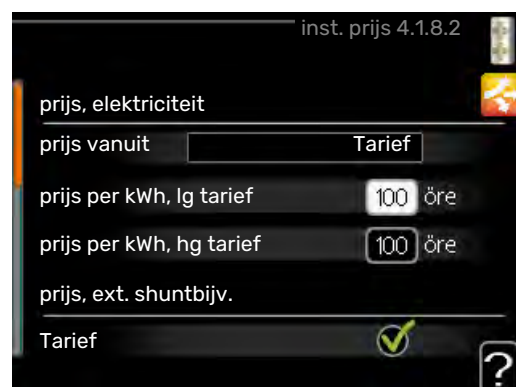 inst. prijs 4.1.8.2
prijs, elektriciteit
prijs vanuit Tarief
prijs per kWh, lg tarief 100 öre
prijs per kWh, hg tarief 100 öre
prijs, ext. shuntbijv.
Tarief
?